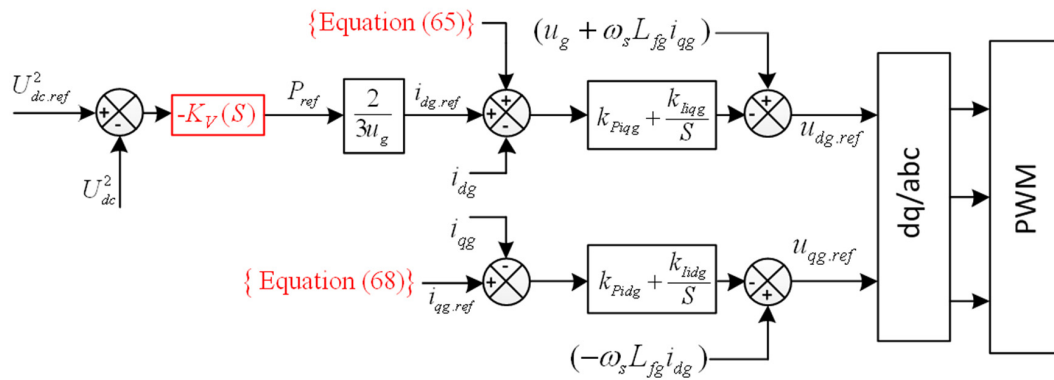 {Equation (65)}
(u_g + ω_s L_fg i_qg)
U²_dc.ref
+
-
-K_V(S)
P_ref
2
3u_g
i_dg.ref
+
+
-
k_Piqg + k_Iiqg
S
+
-
u_dg.ref
U²_dc
i_dg
dq/abc
PWM
i_qg
-
{ Equation (68)}
i_qg.ref
+
k_Pidg + k_Iidg
S
-
+
u_qg.ref
(-ω_s L_fg i_dg)